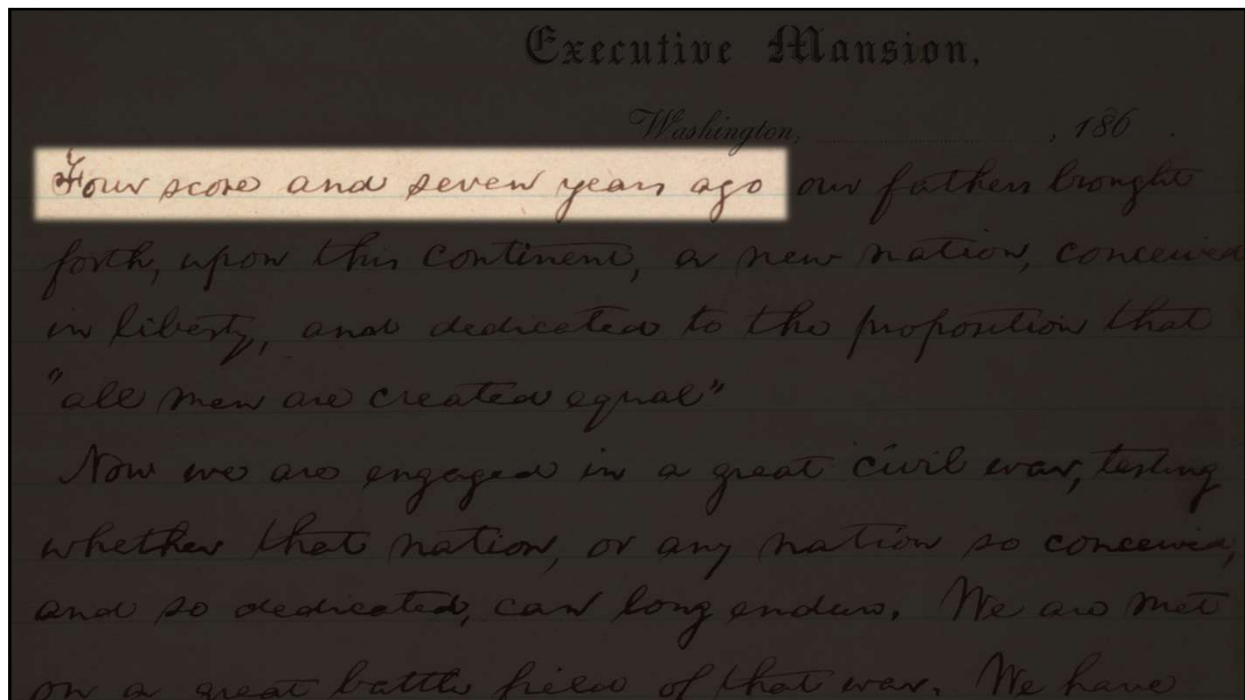 Executive Mansion,
Washington, , 186 .
Four score and seven years ago our fathers brought
forth, upon this continent, a new nation, conceived
in liberty, and dedicated to the proposition that
"all men are created equal"
Now we are engaged in a great civil war, testing
whether that nation, or any nation so conceived,
and so dedicated, can long endure. We are met
on a great battle field of that war. We have